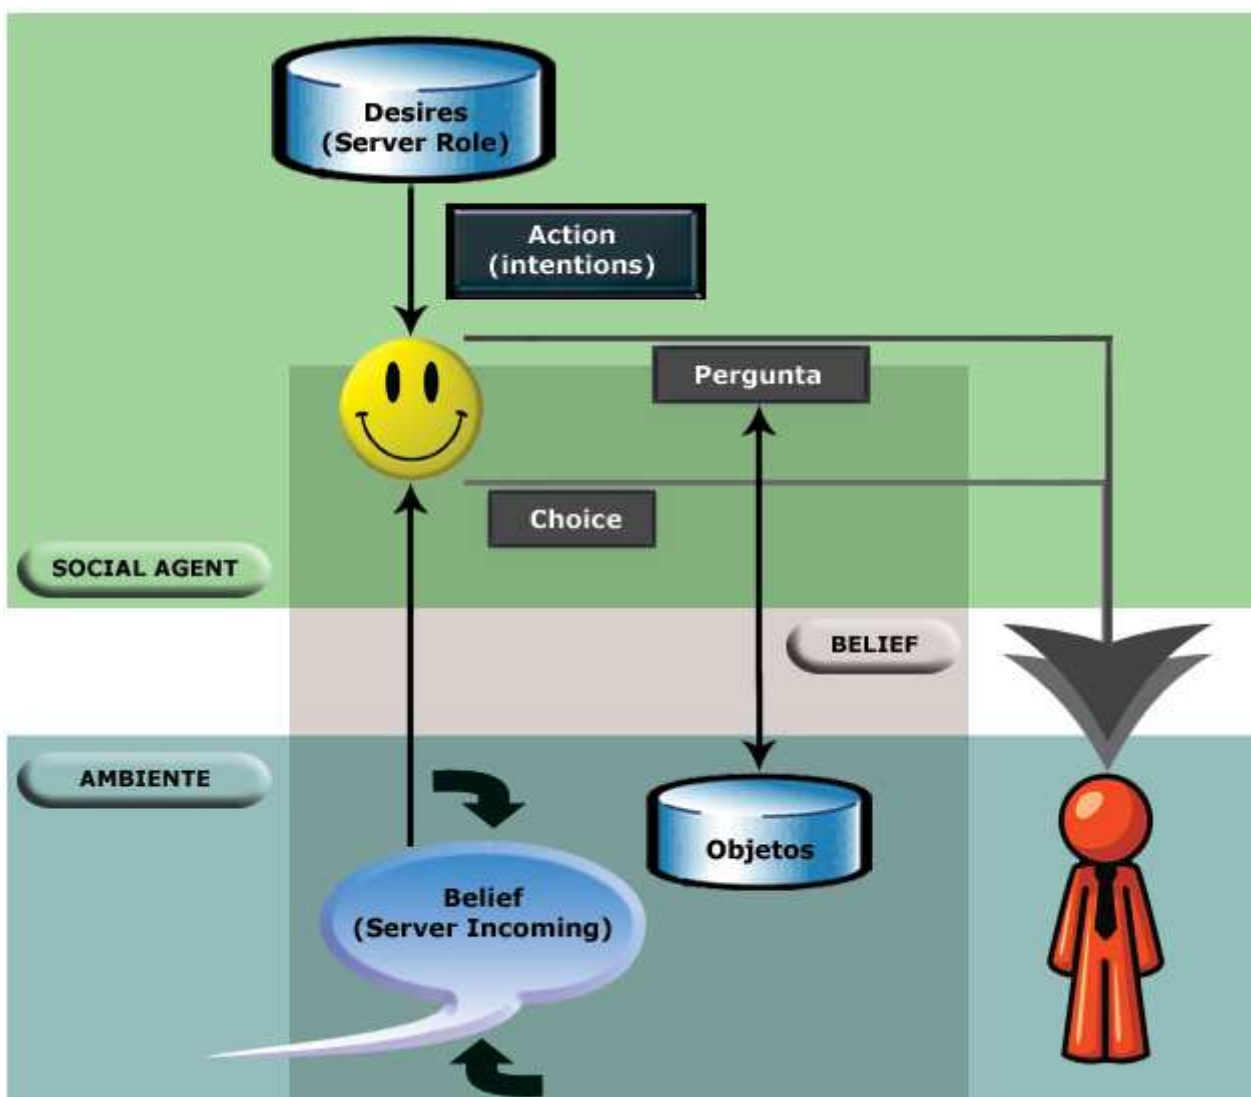 Desires
(Server Role)
Action
(intentions)
Pergunta
Choice
SOCIAL AGENT
BELIEF
AMBIENTE
Objetos
Belief
(Server Incoming)